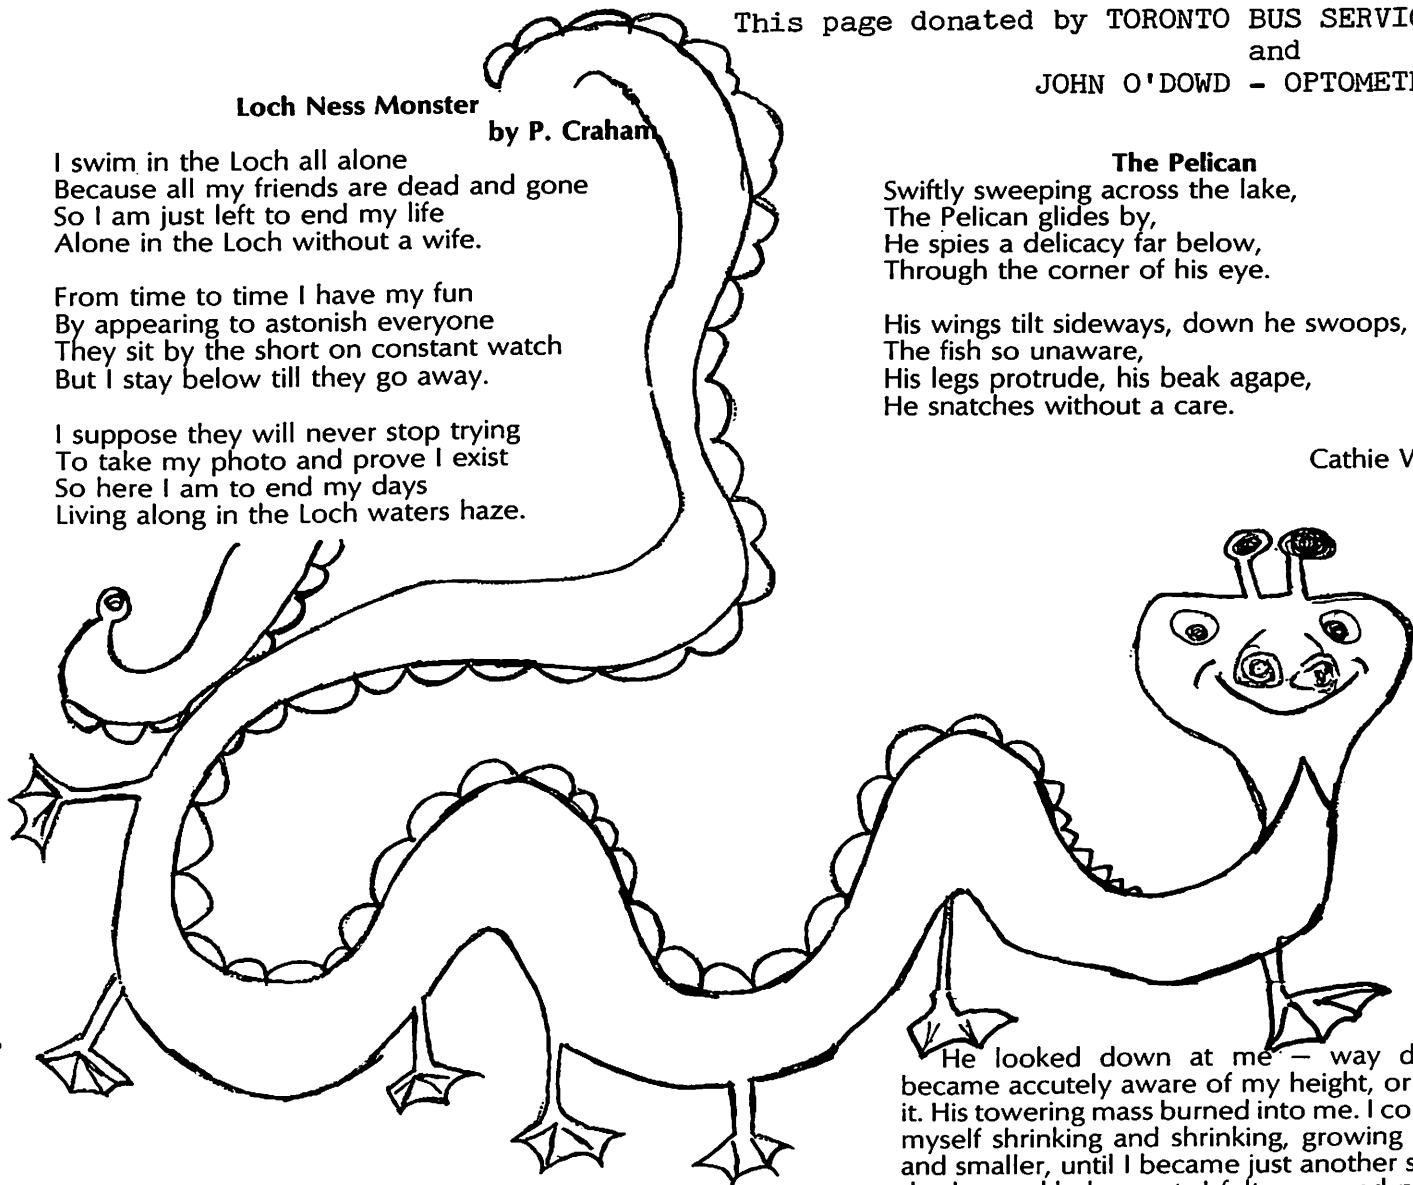 This page donated by TORONTO BUS
and
JOHN O'DOWD - 
Loch Ness Monster
by P. Craham
I swim in the Loch all alone
Because all my friends are dead and gone
So I am just left to end my life
Alone in the Loch without a wife.
From time to time I have my fun
By appearing to astonish everyone
They sit by the short on constant watch
But I stay below till they go away.
I suppose they will never stop trying
To take my photo and prove I exist
So here I am to end my days
Living along in the Loch waters haze.
The Pelican
Swiftly sweeping across the lake,
The Pelican glides by,
He spies a delicacy far below,
Through the corner of his eye.
His wings tilt sideways, down he swoops,
The fish so unaware,
His legs protrude, his beak agape,
He snatches without a care.
Cathie
He looked down at me — way
became accutely aware of my height, or
it. His towering mass burned into me. I
myself shrinking and shrinking, growing
and smaller, until I became just another